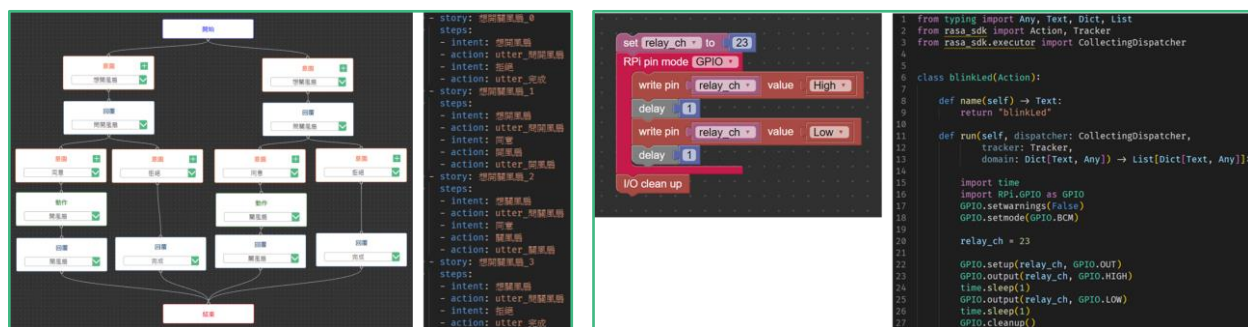 開始
意圖
想開風扇
意圖
想關風扇
回覆
問開風扇
回覆
問關風扇
意圖
同意
意圖
拒絕
意圖
同意
意圖
拒絕
動作
開風扇
動作
關風扇
回覆
開風扇
回覆
完成
回覆
關風扇
回覆
完成
結束
- story: 想開關風扇_0
steps:
- intent: 想開風扇
- action: utter_問開風扇
- intent: 拒絕
- action: utter_完成
- story: 想開關風扇_1
steps:
- intent: 想開風扇
- action: utter_問開風扇
- intent: 同意
- action: 開風扇
- action: utter_開風扇
- story: 想開關風扇_2
steps:
- intent: 想關風扇
- action: utter_問關風扇
- intent: 同意
- action: 關風扇
- action: utter_關風扇
- story: 想開關風扇_3
steps:
- intent: 想關風扇
- action: utter_問關風扇
- intent: 拒絕
- action: utter_完成
set relay_ch to 23
RPi pin mode GPIO
write pin relay_ch value High
delay 1
write pin relay_ch value Low
delay 1
I/O clean up
1 from typing import Any, Text, Dict, List
2 from rasa_sdk import Action, Tracker
3 from rasa_sdk.executor import CollectingDispatcher
4
5
6 class blinkLed(Action):
7
8 def name(self) → Text:
9 return "blinkLed"
10
11 def run(self, dispatcher: CollectingDispatcher,
12 tracker: Tracker,
13 domain: Dict[Text, Any]) → List[Dict[Text, Any]]:
14
15 import time
16 import RPi.GPIO as GPIO
17 GPIO.setwarnings(False)
18 GPIO.setmode(GPIO.BCM)
19
20 relay_ch = 23
21
22 GPIO.setup(relay_ch, GPIO.OUT)
23 GPIO.output(relay_ch, GPIO.HIGH)
24 time.sleep(1)
25 GPIO.output(relay_ch, GPIO.LOW)
26 time.sleep(1)
27 GPIO.cleanup()